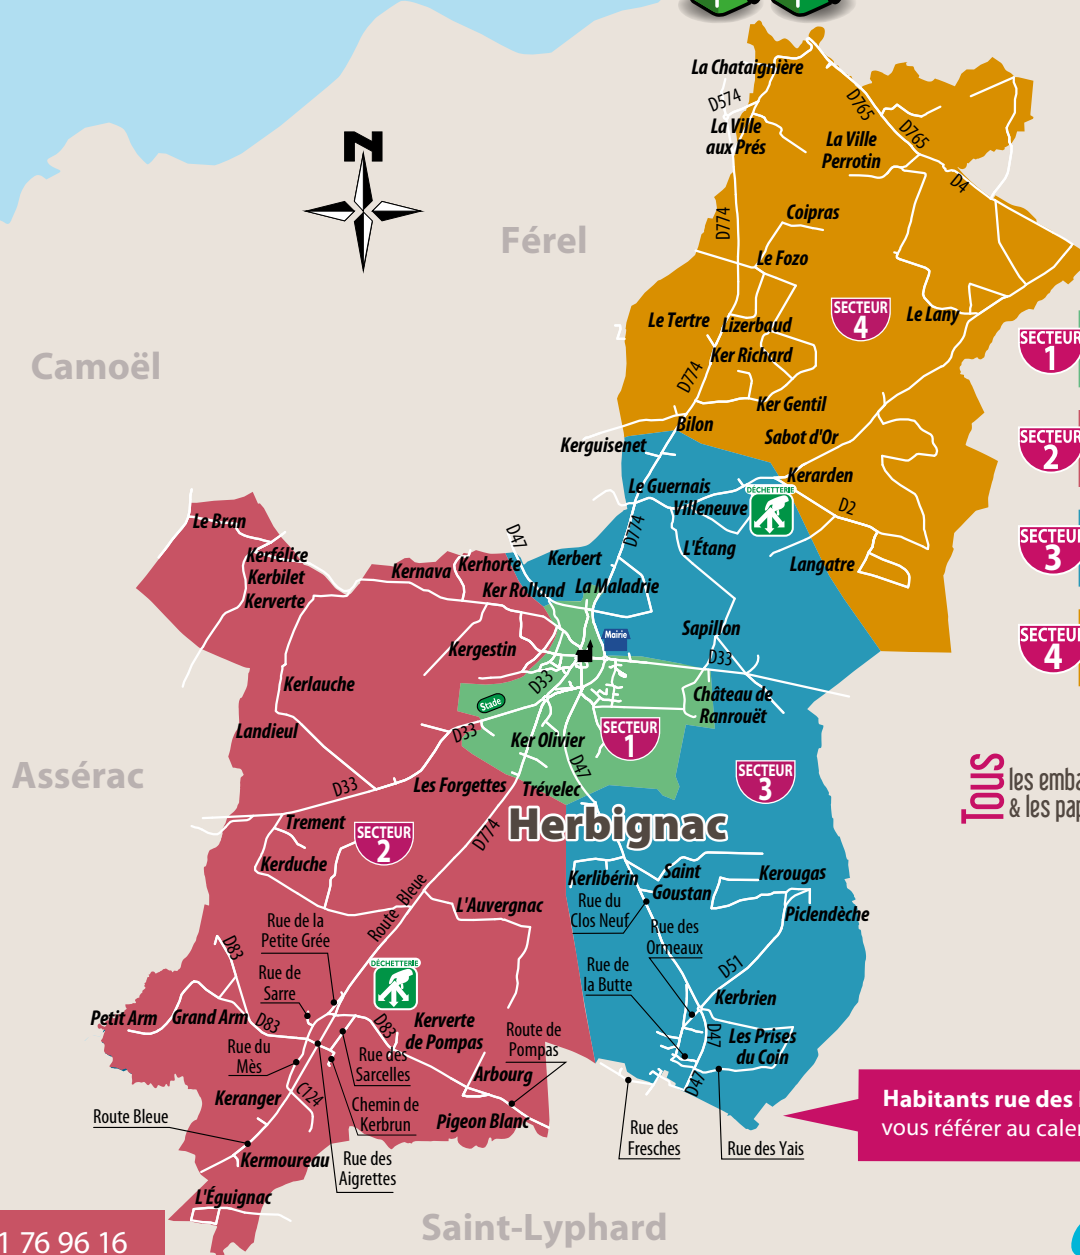 La Chataignière
D574
D765
La Ville
aux Prés
La Ville
Perrotin
D765
D4
N
D774
Coipras
Férel
Le Fozo
SECTEUR
4
Le Tertre
Lizerbaud
Le Lany
2
Ker Richard
SECTEUR
1
Camoël
D774
Ker Gentil
Bilon
Sabot d'Or
Kerguisenet
SECTEUR
2
Kerarden
Le Guernais
DÉCHETTERIE
Villeneuve
D2
Le Bran
D47
D774
L'Étang
SECTEUR
3
Kerfélice
Kerbilet
Kerverte
Kernava
Kerhorte
Kerbert
Langatre
Ker Rolland
La Maladrie
Mairie
Sapillon
SECTEUR
4
Kergestin
D33
D33
Kerlauche
Château de
Ranrouët
Stade
Landieul
D33
Ker Olivier
SECTEUR
1
D47
SECTEUR
3
Assérac
D33
Les Forgettes
Trévelec
TOUS
les emba
& les pap
Trement
SECTEUR
2
D774
Herbignac
Kerduche
Kerlibérin
Saint
Goustan
Kerougas
Route Bleue
L'Auvergnac
Rue du
Clos Neuf
Piclendèche
Rue de la
Petite Grée
Rue des
Ormeaux
D83
DÉCHETTERIE
Rue de
Sarre
Rue de
la Butte
D51
Kerbrien
Petit Arm
Grand Arm
D83
D83
Kerverte
de Pompas
Route de
Pompas
D47
Les Prises
du Coin
Rue du
Mès
Rue des
Sarcelles
Arbourg
D47
Keranger
C124
Chemin de
Kerbrun
Pigeon Blanc
Route Bleue
Habitants rue des
vous référer au caler
Rue des
Fresches
Rue des Yais
Kermoureau
Rue des
Aigrettes
L'Éguignac
Saint-Lyphard
1 76 96 16